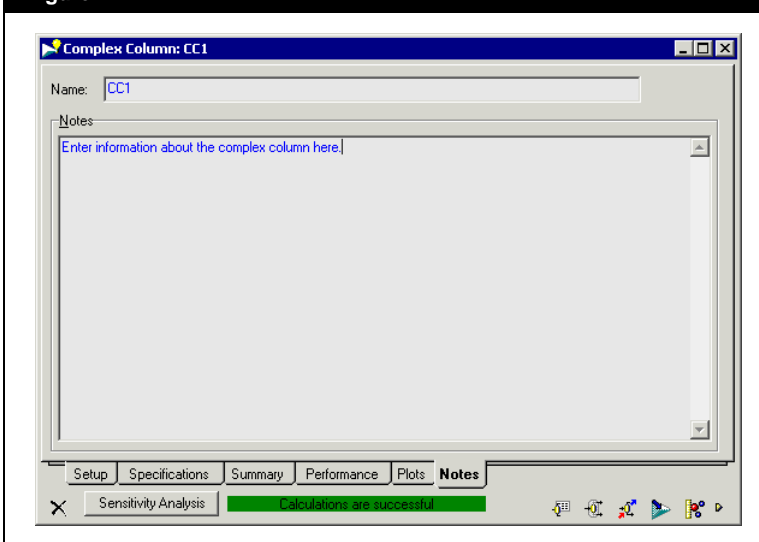 Complex Column: CC1
Name: CC1
Notes
Enter information about the complex column here.
Setup Specifications Summary Performance Plots Notes
Sensitivity Analysis Calculations are successful